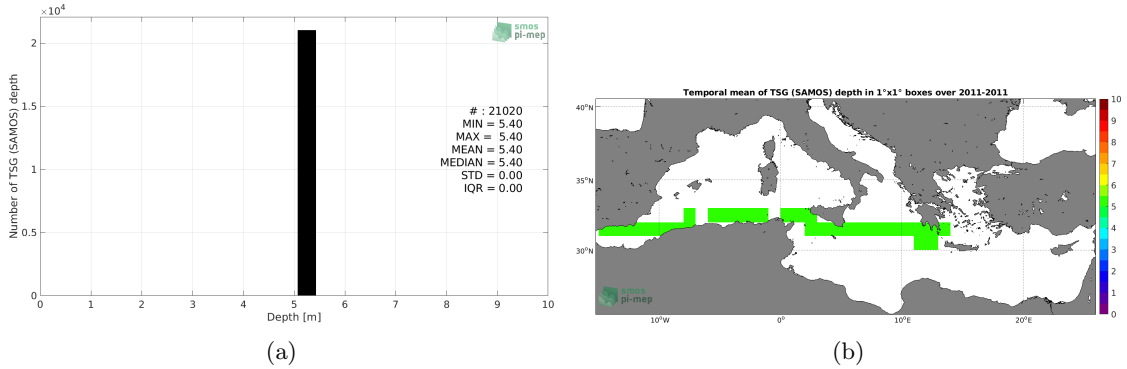 2 ×10⁴
1.5
1
0.5
0
Number of TSG (SAMOS) depth
smos
pi-mep
# : 21020
MIN = 5.40
MAX = 5.40
MEAN = 5.40
MEDIAN = 5.40
STD = 0.00
IQR = 0.00
0 1 2 3 4 5 6 7 8 9 10
Depth [m]
(a)
Temporal mean of TSG (SAMOS) depth in 1°x1° boxes over 2011-2011
40°N
35°N
30°N
10°W 0° 10°E 20°E
smos
pi-mep
10
9
8
7
6
5
4
3
2
1
0
(b)